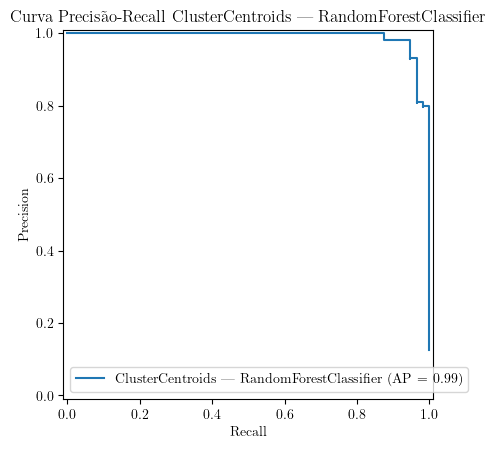 Curva Precisão-Recall ClusterCentroids — RandomForestClassifier
1.0
0.8
0.6
0.4
0.2
0.0
Precision
ClusterCentroids — RandomForestClassifier (AP = 0.99)
0.0 0.2 0.4 0.6 0.8 1.0
Recall